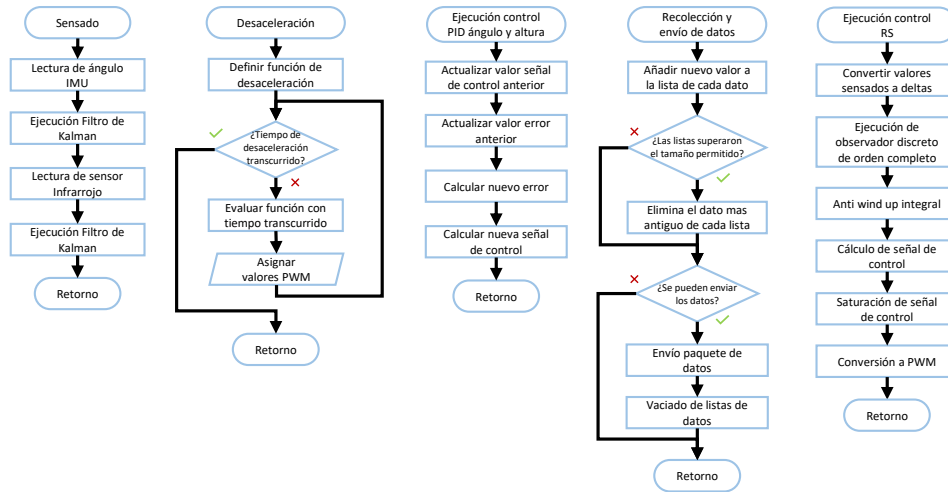 Sensado
Lectura de ángulo
IMU
Ejecución Filtro de
Kalman
Lectura de sensor
Infrarrojo
Ejecución Filtro de
Kalman
Retorno
Desaceleración
Definir función de
desaceleración
¿Tiempo de
desaceleración
transcurrido?
Evaluar función con
tiempo transcurrido
Asignar
valores PWM
Retorno
Ejecución control
PID ángulo y altura
Actualizar valor señal
de control anterior
Actualizar valor error
anterior
Calcular nuevo error
Calcular nueva señal
de control
Retorno
Recolección y
envío de datos
Añadir nuevo valor a
la lista de cada dato
¿Las listas superaron
el tamaño permitido?
Elimina el dato mas
antiguo de cada lista
¿Se pueden enviar
los datos?
Envío paquete de
datos
Vaciado de listas de
datos
Retorno
Ejecución control
RS
Convertir valores
sensados a deltas
Ejecución de
observador discreto
de orden completo
Anti wind up integral
Cálculo de señal de
control
Saturación de señal
de control
Conversión a PWM
Retorno